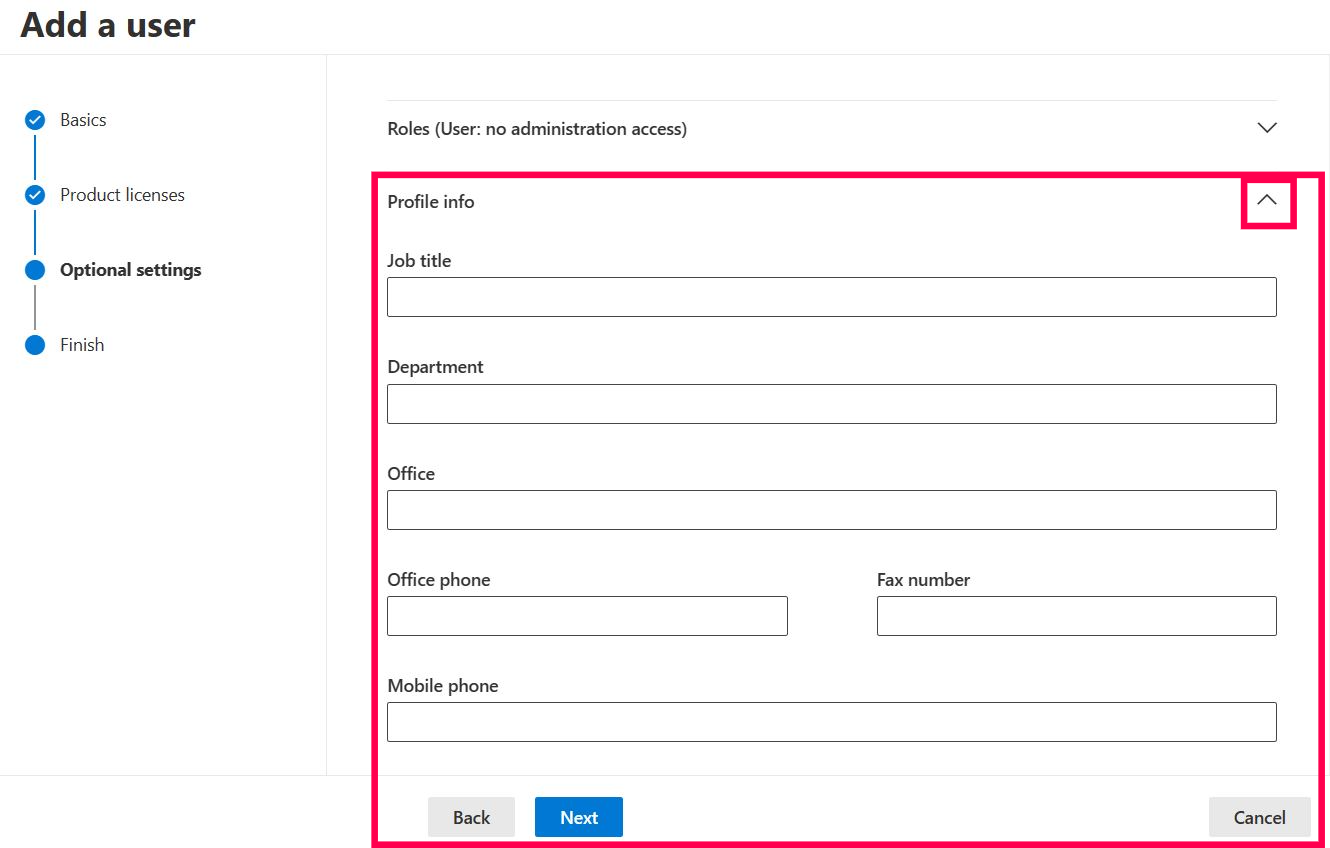 Add a user
Basics
Product licenses
Optional settings
Finish
Roles (User: no administration access)
Profile info
Job title
Department
Office
Office phone
Fax number
Mobile phone
Back
Next
Cancel